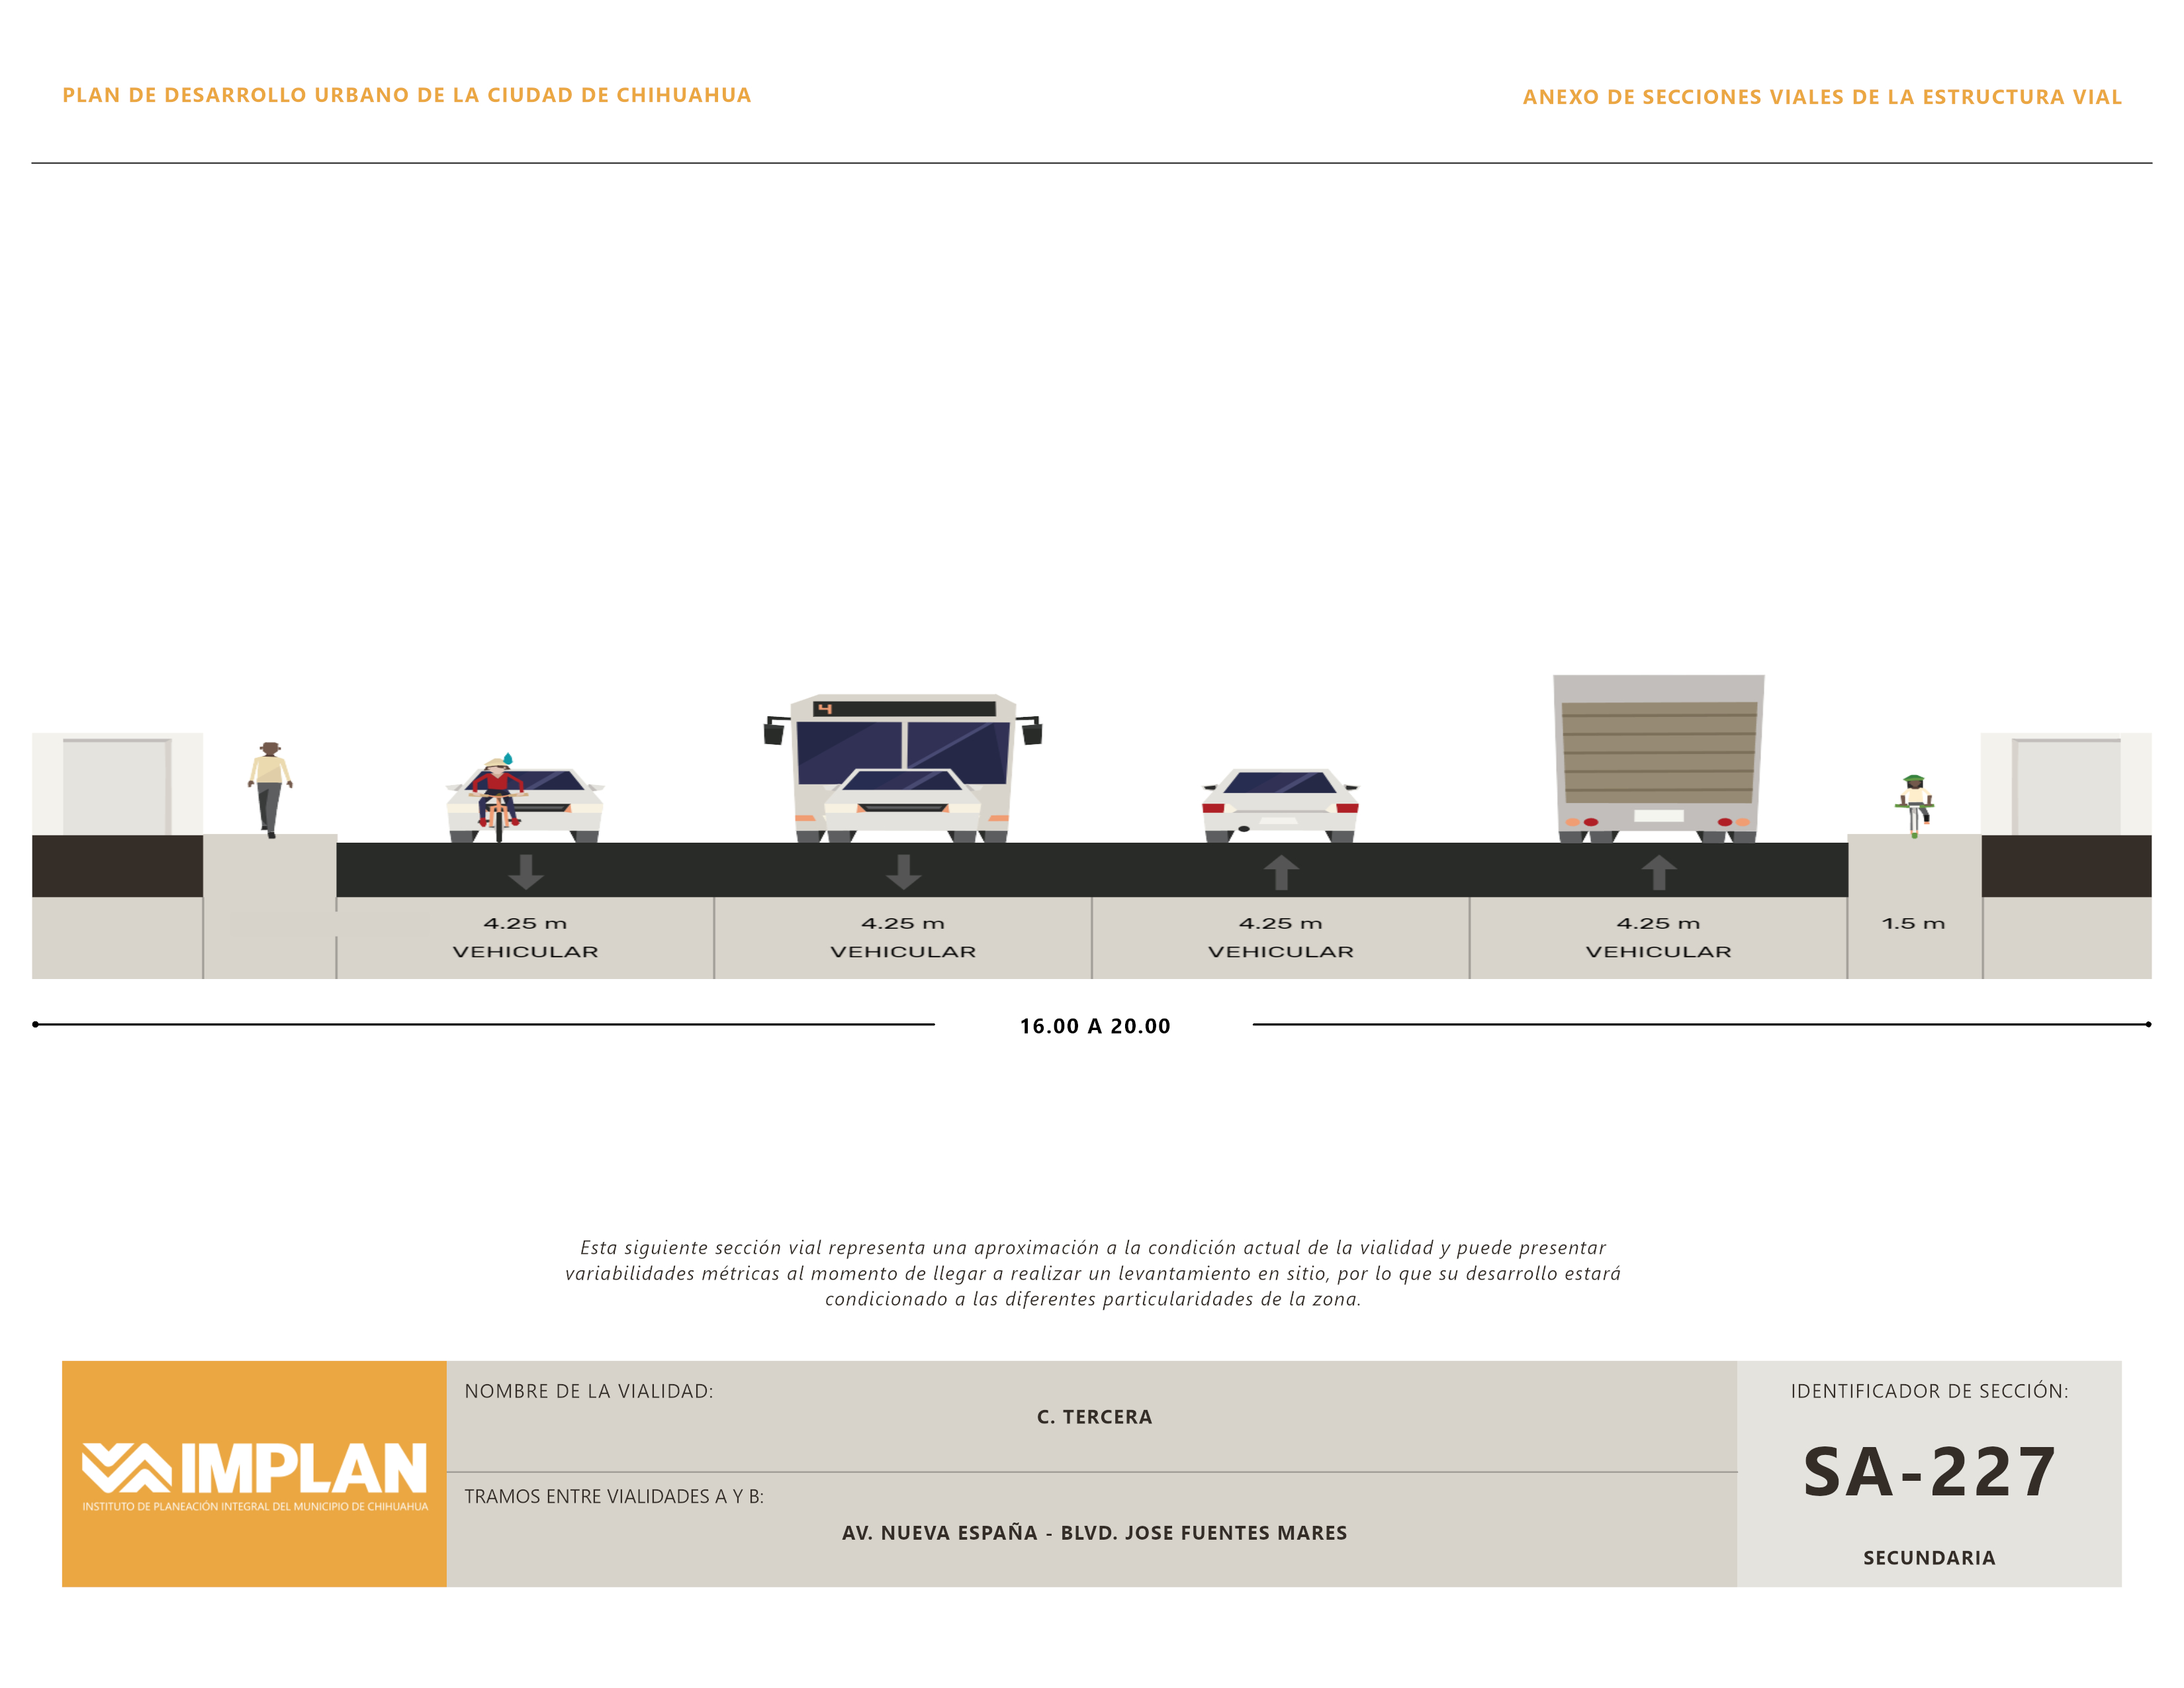 PLAN DE DESARROLLO URBANO DE LA CIUDAD DE CHIHUAHUA
ANEXO DE SECCIONES VIALES DE LA ESTRUCTURA VIAL
4
4.25 m
VEHICULAR
4.25 m
VEHICULAR
4.25 m
VEHICULAR
4.25 m
VEHICULAR
1.5 m
16.00 A 20.00
Esta siguiente sección vial representa una aproximación a la condición actual de la vialidad y puede presentar
variabilidades métricas al momento de llegar a realizar un levantamiento en sitio, por lo que su desarrollo estará
condicionado a las diferentes particularidades de la zona.
IMPLAN
INSTITUTO DE PLANEACIÓN INTEGRAL DEL MUNICIPIO DE CHIHUAHUA
NOMBRE DE LA VIALIDAD:
C. TERCERA
TRAMOS ENTRE VIALIDADES A Y B:
AV. NUEVA ESPAÑA - BLVD. JOSE FUENTES MARES
IDENTIFICADOR DE SECCIÓN:
SA-227
SECUNDARIA